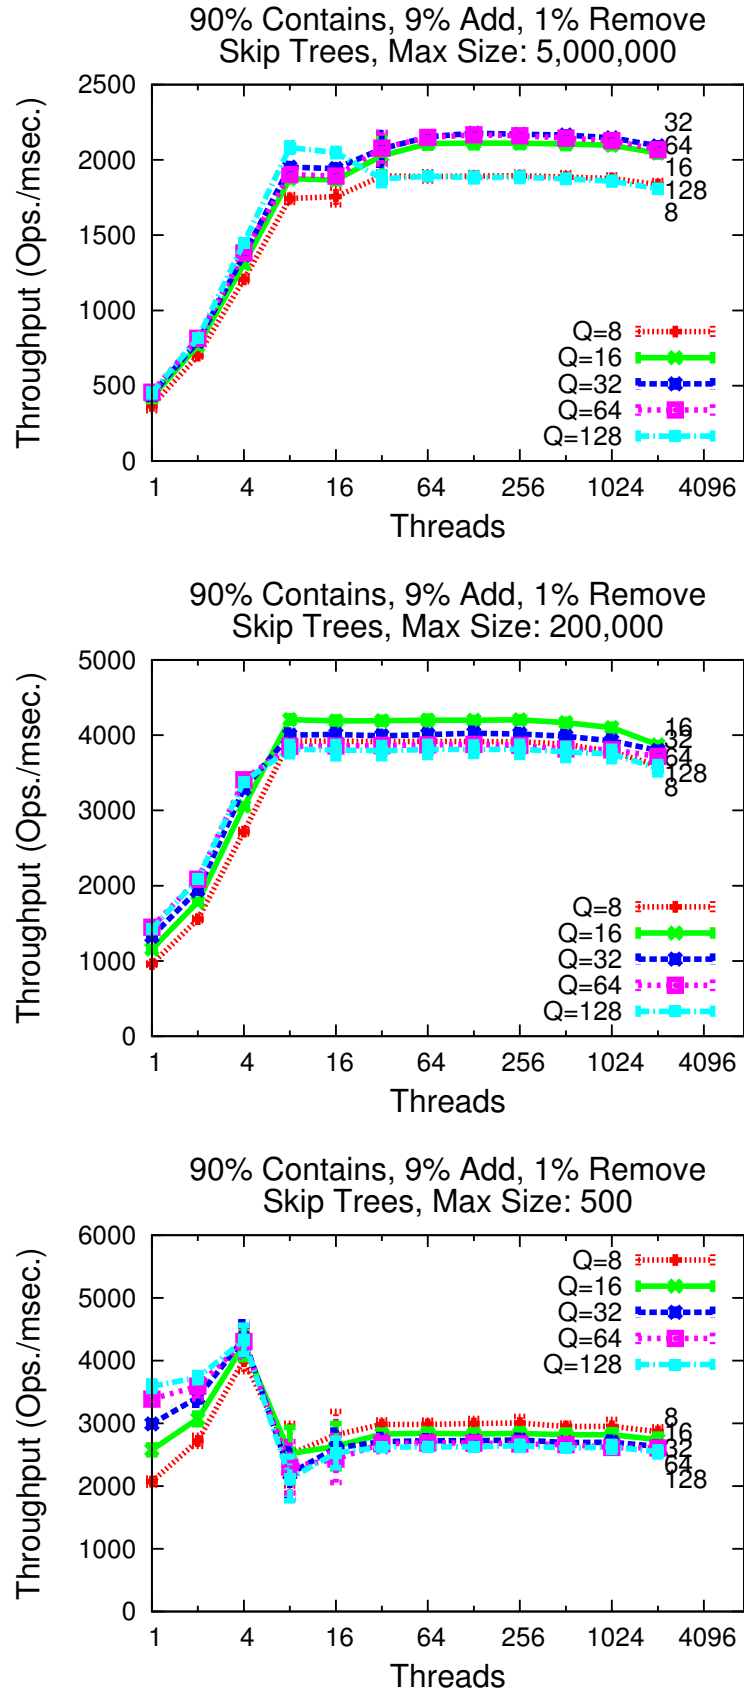 90% Contains, 9% Add, 1% Remove
Skip Trees, Max Size: 5,000,000
Throughput (Ops./msec.)
2500
2000
1500
1000
500
0
32
64
16
128
8
Q=8
Q=16
Q=32
Q=64
Q=128
1 4 16 64 256 1024 4096
Threads
90% Contains, 9% Add, 1% Remove
Skip Trees, Max Size: 200,000
Throughput (Ops./msec.)
5000
4000
3000
2000
1000
0
16
32
64
128
8
Q=8
Q=16
Q=32
Q=64
Q=128
1 4 16 64 256 1024 4096
Threads
90% Contains, 9% Add, 1% Remove
Skip Trees, Max Size: 500
Throughput (Ops./msec.)
6000
5000
4000
3000
2000
1000
0
Q=8
Q=16
Q=32
Q=64
Q=128
8
16
32
64
128
1 4 16 64 256 1024 4096
Threads